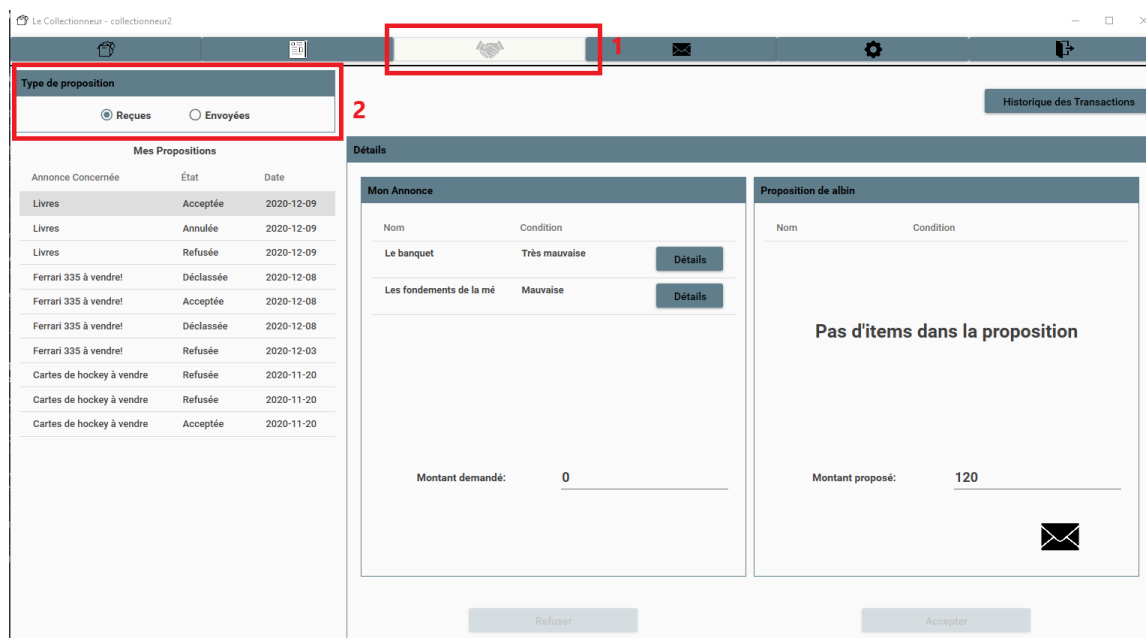 Le Collectionneur - collectionneur2
1
Type de proposition
Reçues Envoyées
2
Historique des Transactions
Mes Propositions
Annonce Concernée État Date
Livres Acceptée 2020-12-09
Livres Annulée 2020-12-09
Livres Refusée 2020-12-09
Ferrari 335 à vendre! Déclassée 2020-12-08
Ferrari 335 à vendre! Acceptée 2020-12-08
Ferrari 335 à vendre! Déclassée 2020-12-08
Ferrari 335 à vendre! Refusée 2020-12-03
Cartes de hockey à vendre Refusée 2020-11-20
Cartes de hockey à vendre Refusée 2020-11-20
Cartes de hockey à vendre Acceptée 2020-11-20
Détails
Mon Annonce
Nom Condition
Le banquet Très mauvaise Détails
Les fondements de la mé Mauvaise Détails
Montant demandé: 0
Proposition de albin
Nom Condition
Pas d'items dans la proposition
Montant proposé: 120
Refuser
Accepter